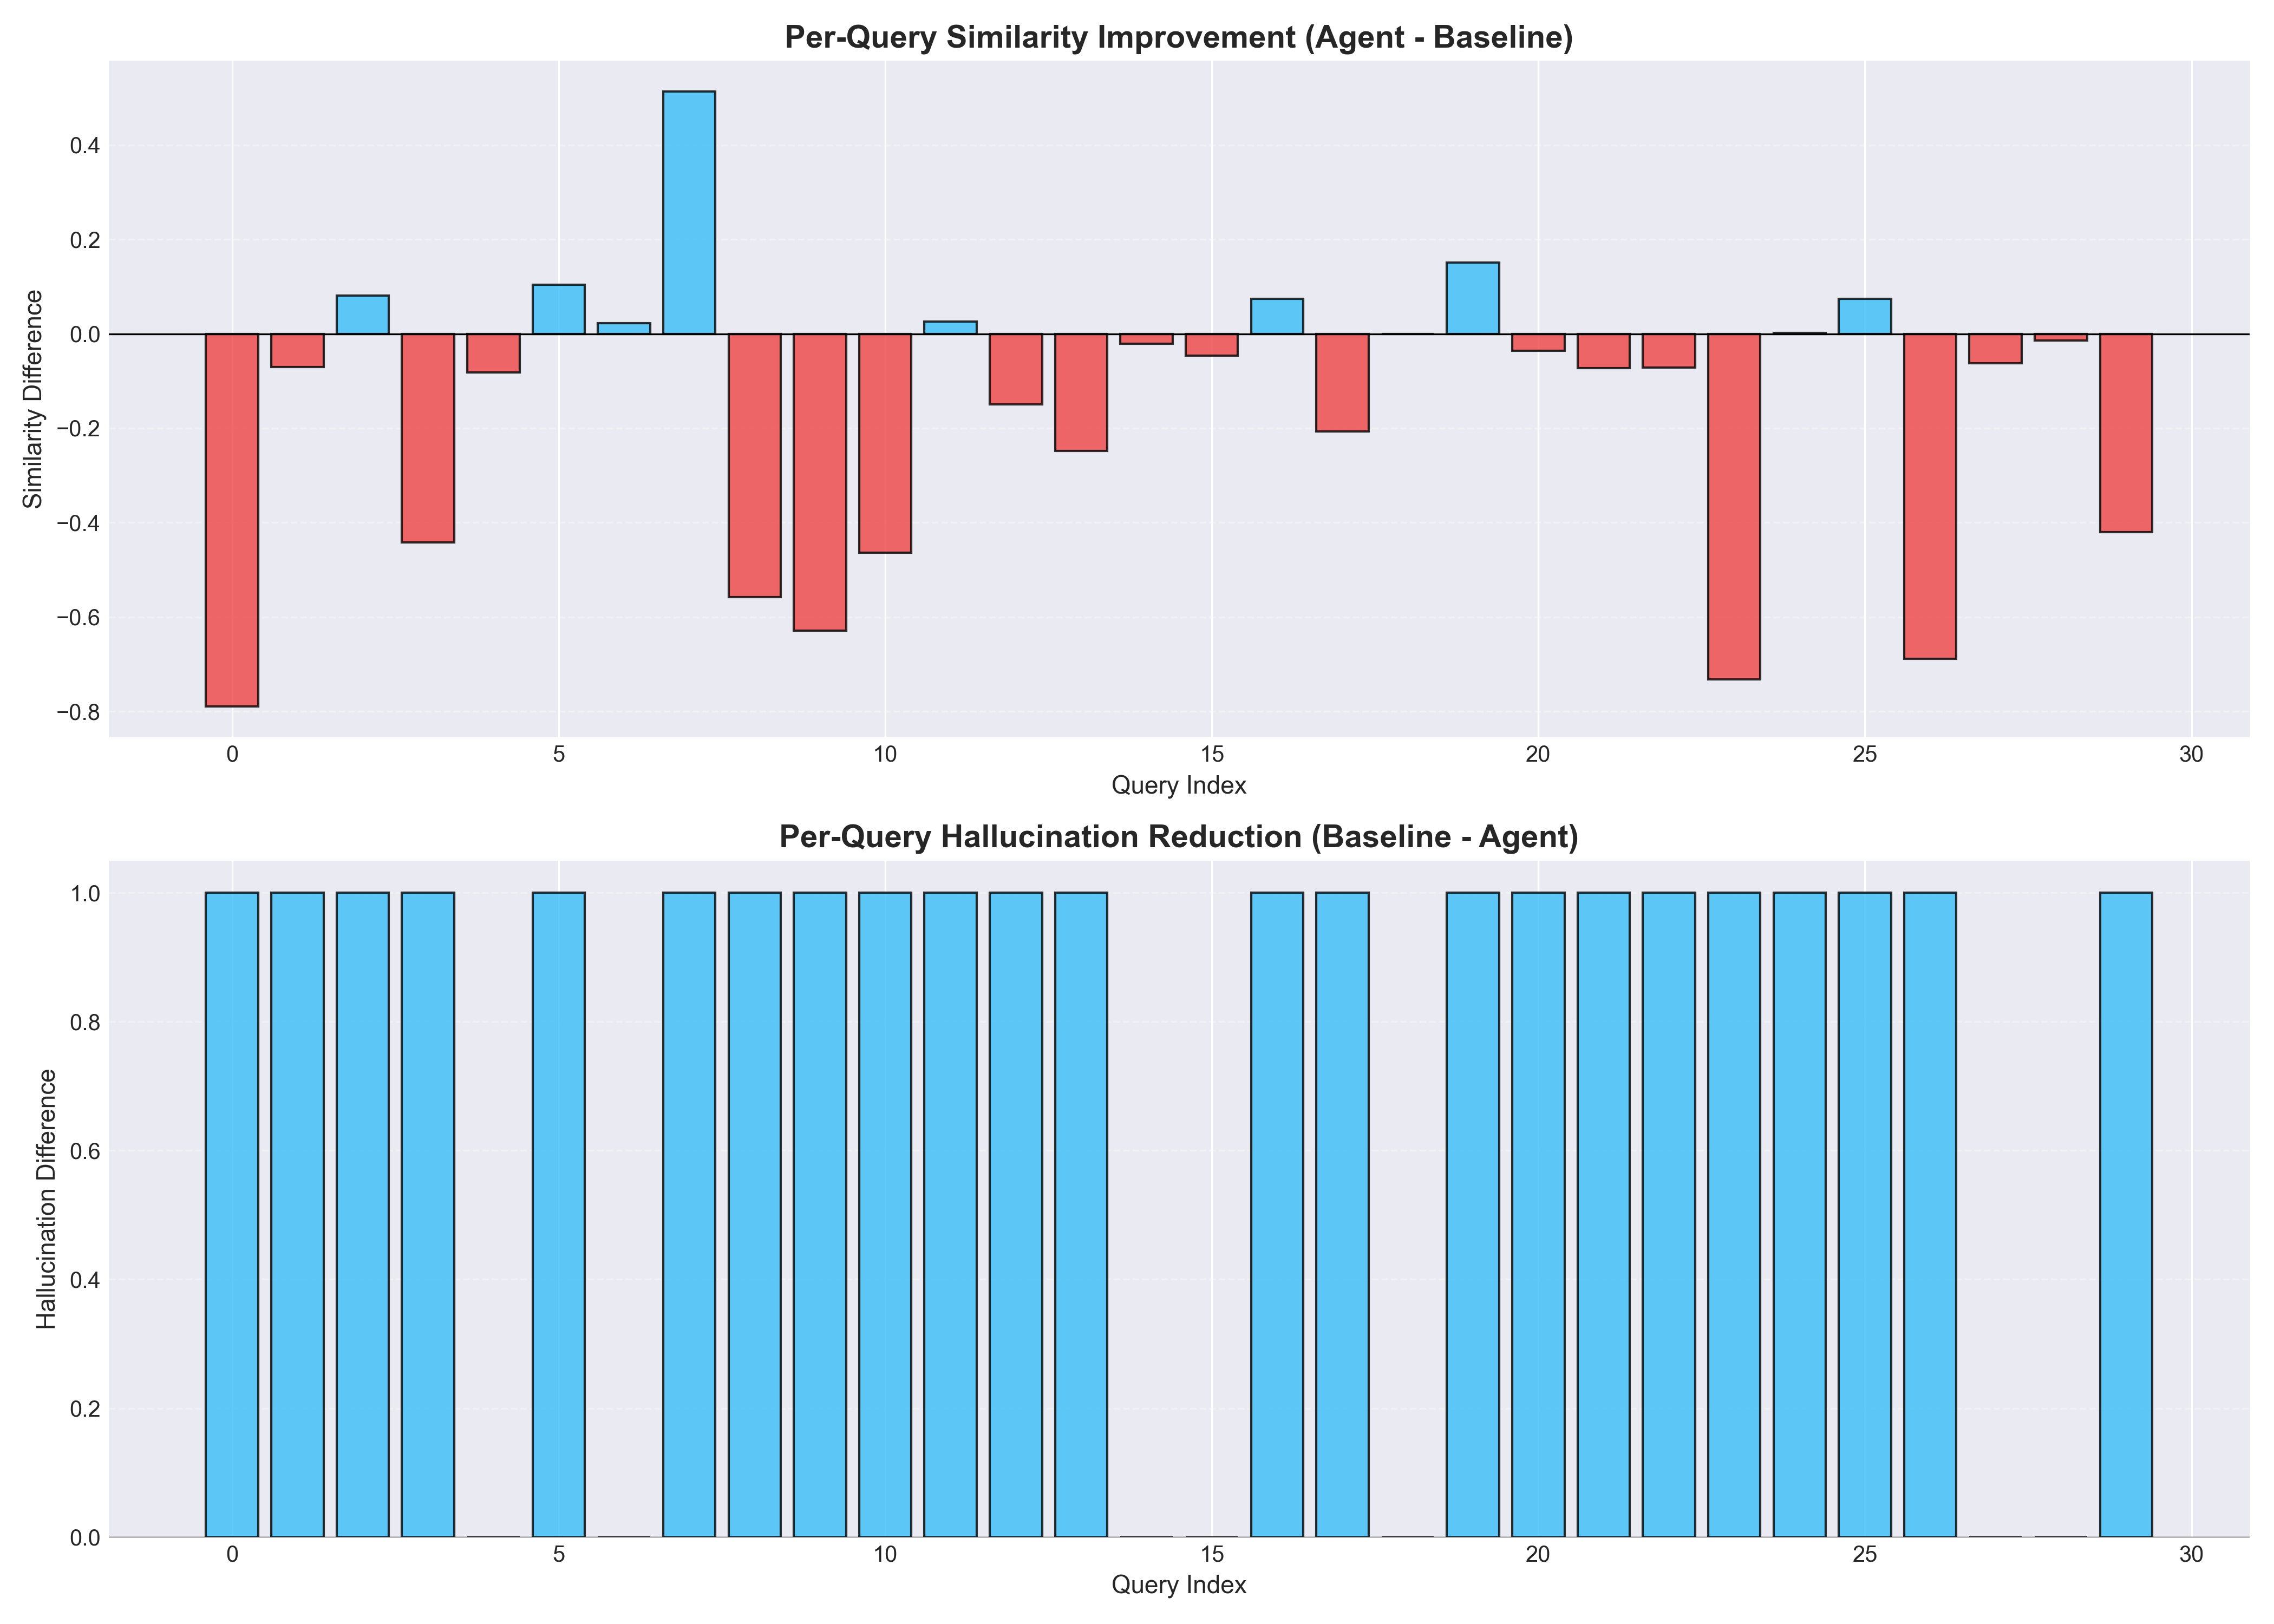 Per-Query Similarity Improvement (Agent - Baseline)
Similarity Difference
0.4
0.2
0.0
−0.2
−0.4
−0.6
−0.8
0 5 10 15 20 25 30
Query Index
Per-Query Hallucination Reduction (Baseline - Agent)
Hallucination Difference
1.0
0.8
0.6
0.4
0.2
0.0
0 5 10 15 20 25 30
Query Index